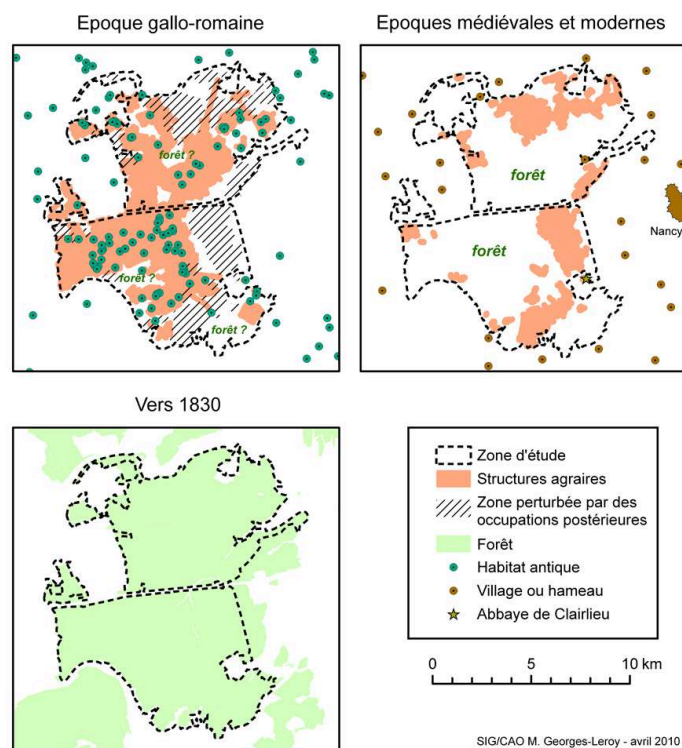 Epoque gallo-romaine
Epoques médiévales et modernes
forêt ?
forêt ?
forêt ?
forêt
forêt
Nancy
Vers 1830
Zone d'étude
Structures agraires
Zone perturbée par des
occupations postérieures
Forêt
Habitat antique
Village ou hameau
Abbaye de Clairlieu
0 5 10 km
SIG/CAO M. Georges-Leroy - avril 2010